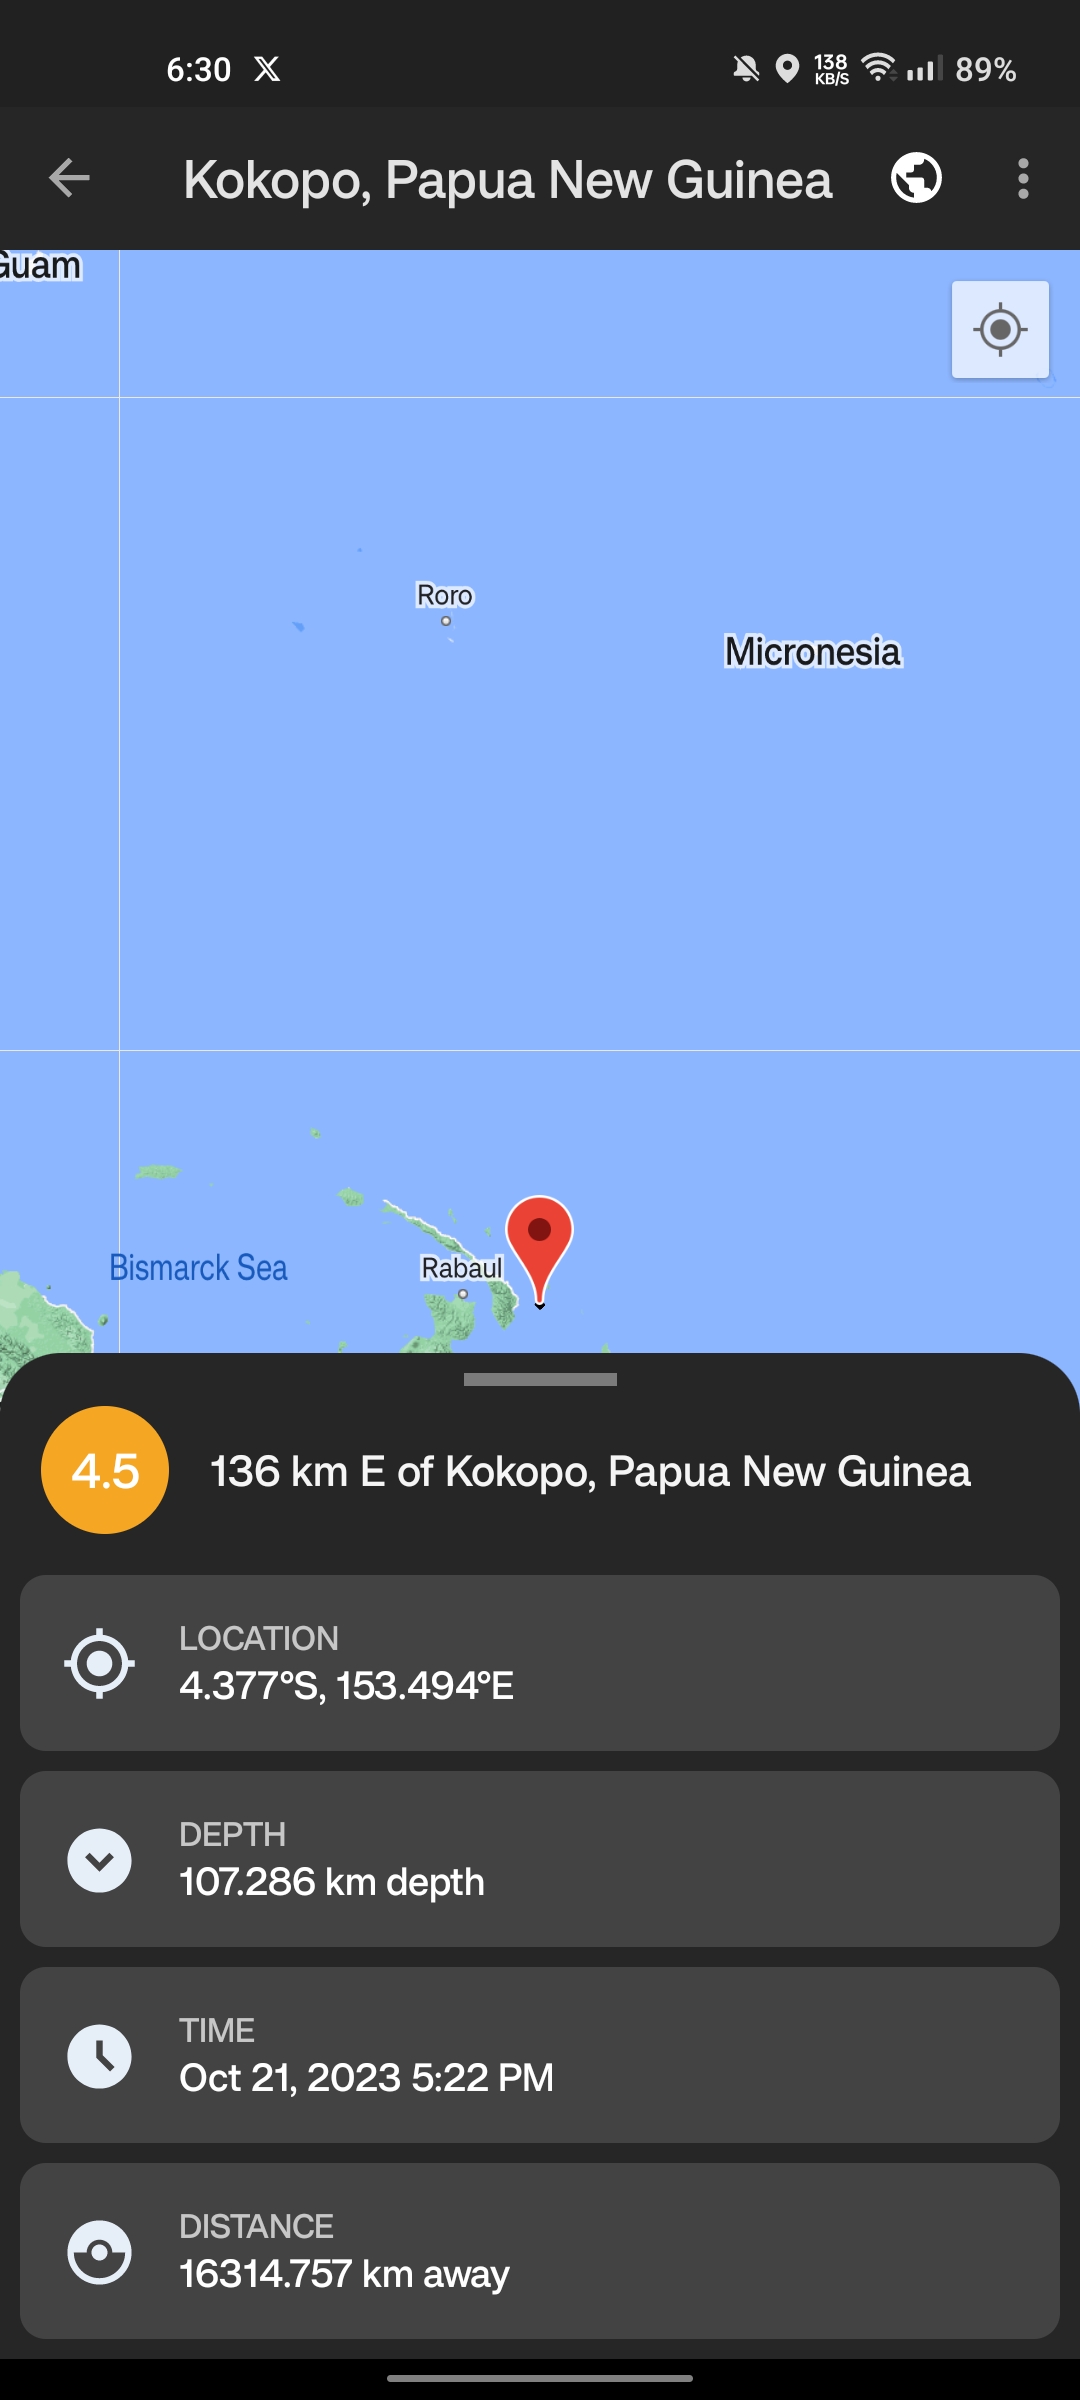 6:30
138
KB/S
89%
Kokopo, Papua New Guinea
Guam
Roro
Micronesia
Bismarck Sea
Rabaul
4.5
136 km E of Kokopo, Papua New Guinea
LOCATION
4.377°S, 153.494°E
DEPTH
107.286 km depth
TIME
Oct 21, 2023 5:22 PM
DISTANCE
16314.757 km away